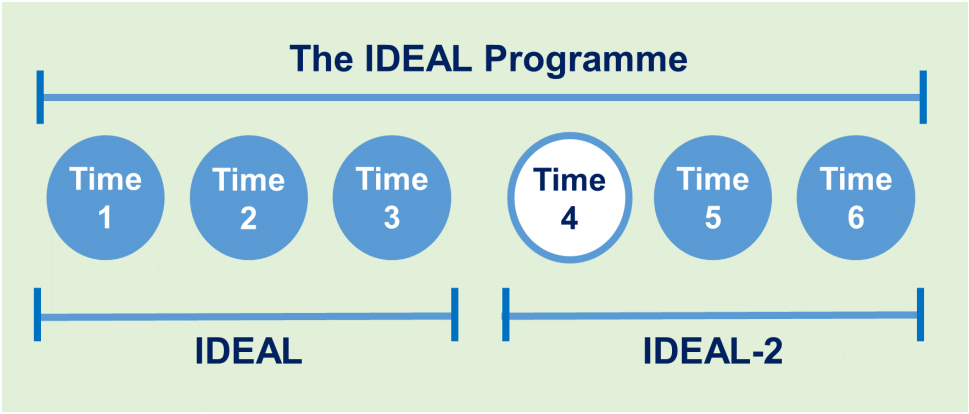 The IDEAL Programme
Time
1
Time
2
Time
3
Time
4
Time
5
Time
6
IDEAL
IDEAL-2